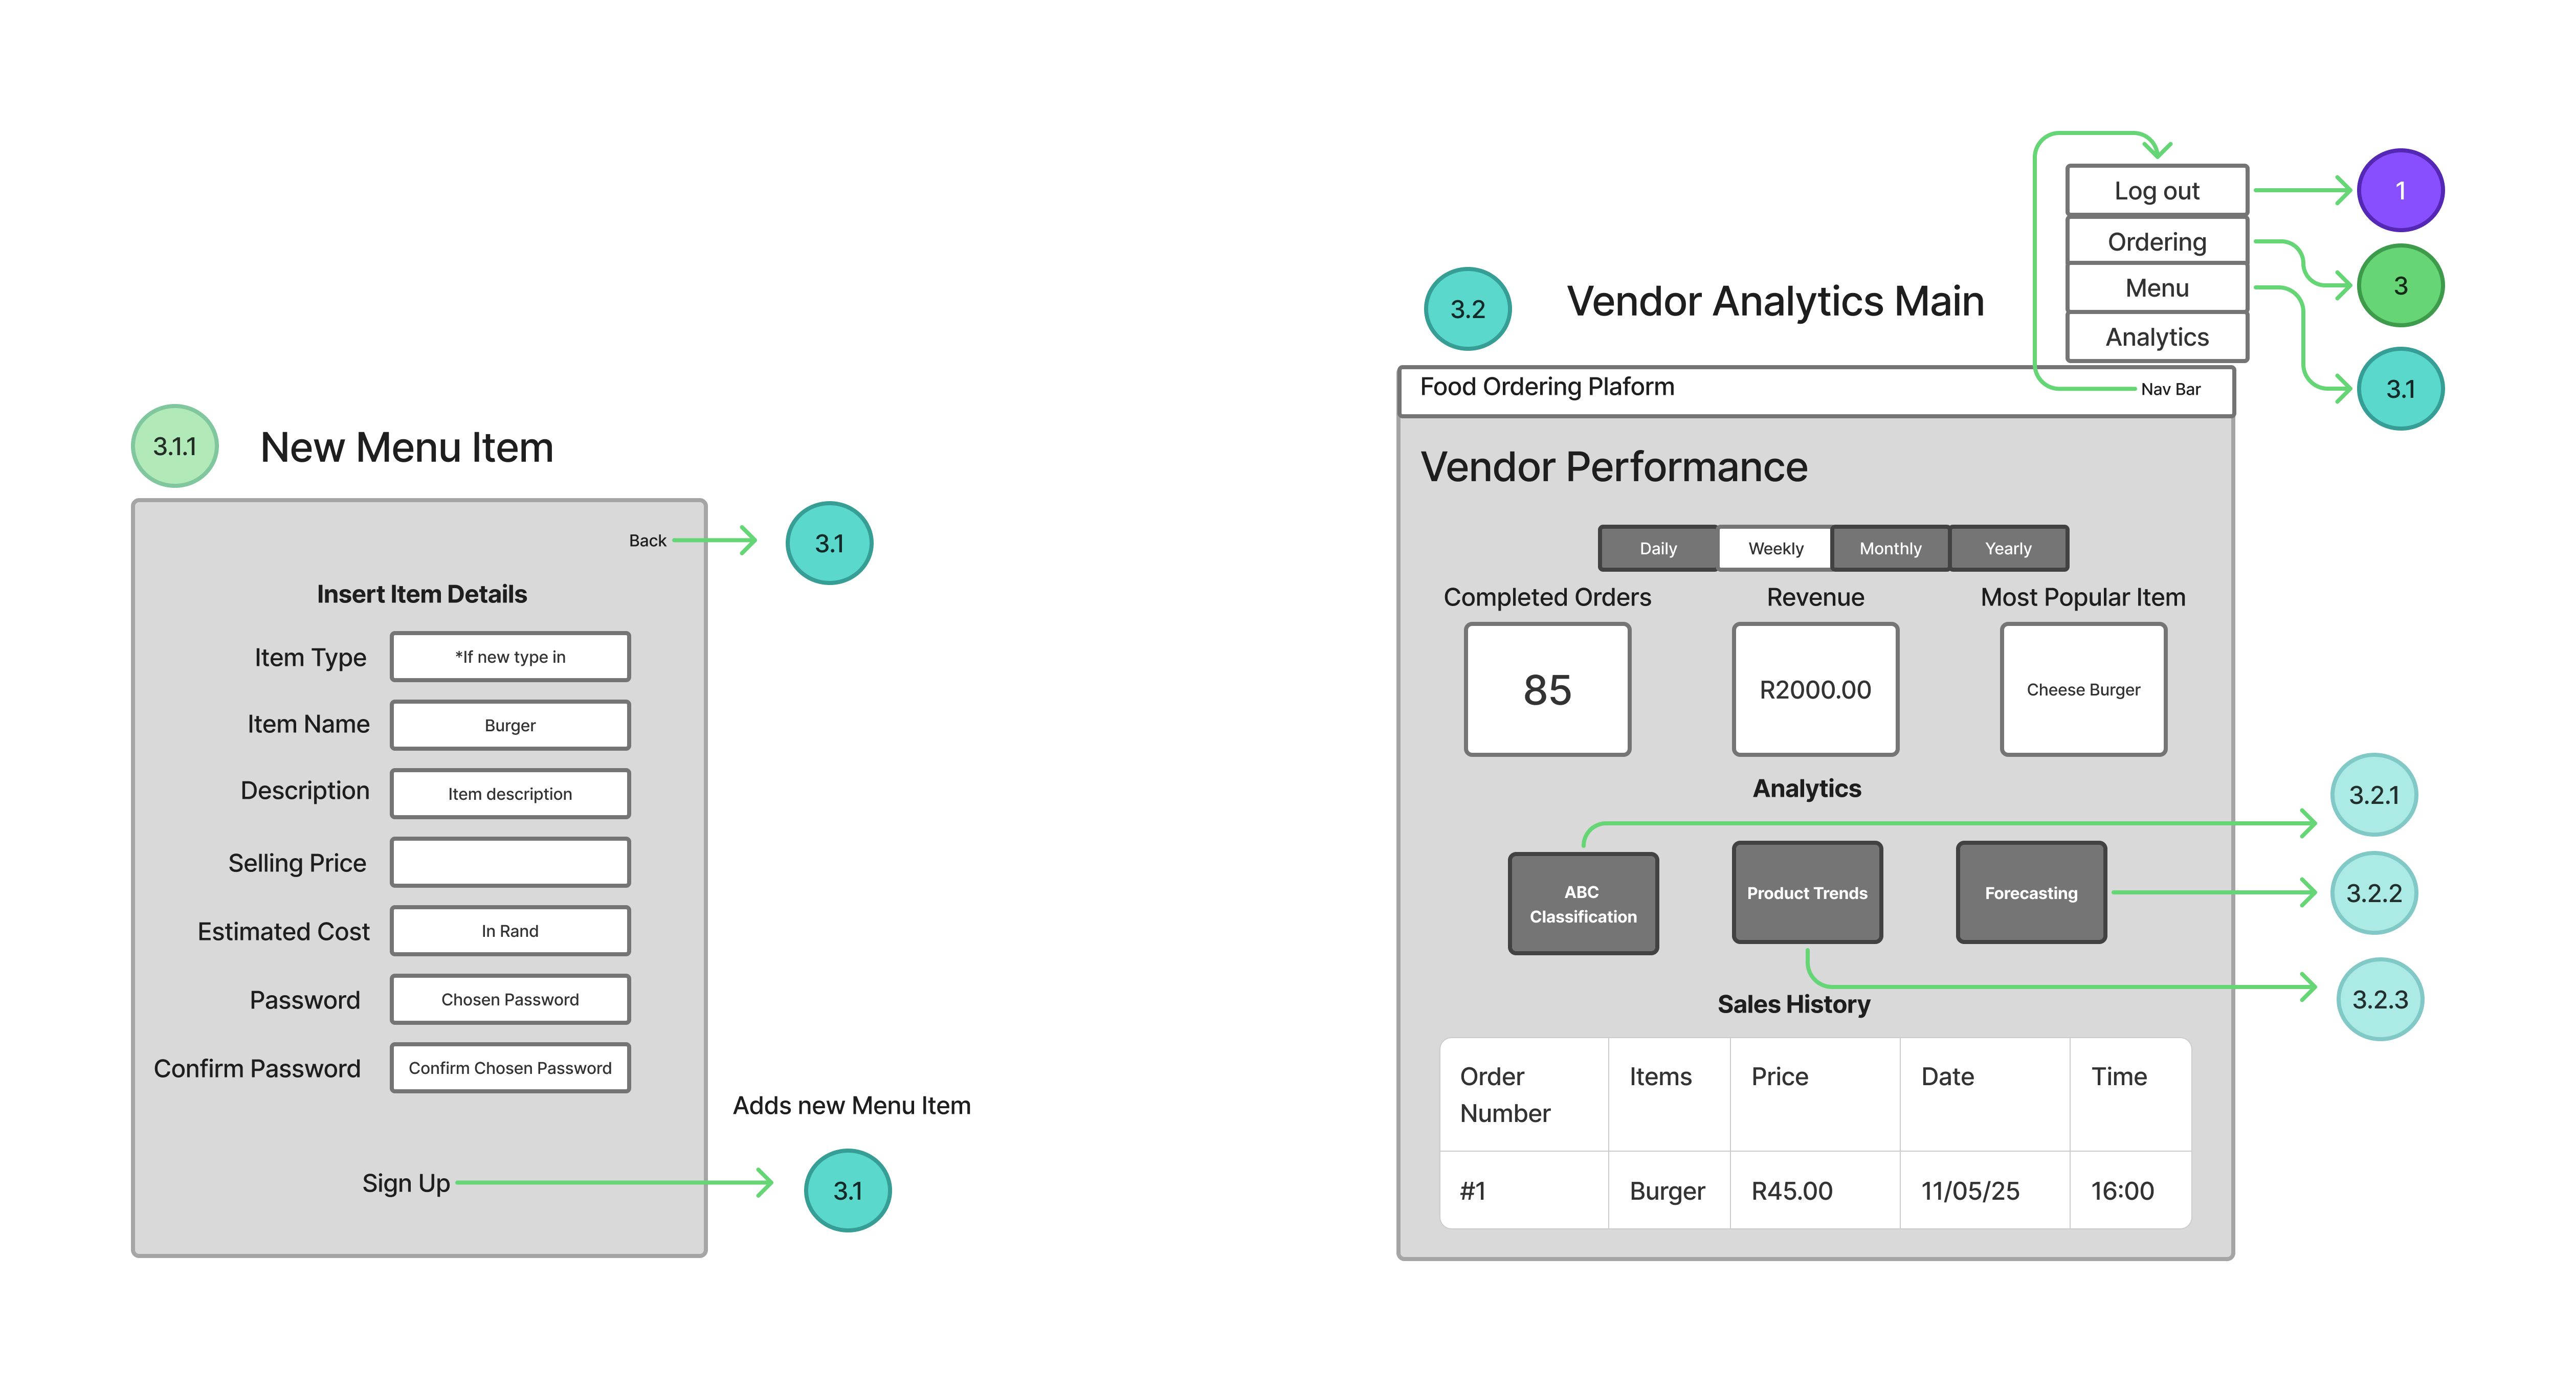 3.1.1
New Menu Item
Back
3.1
Insert Item Details
Item Type
*If new type in
Item Name
Burger
Description
Item description
Selling Price
Estimated Cost
In Rand
Password
Chosen Password
Confirm Password
Confirm Chosen Password
Adds new Menu Item
Sign Up
3.1
Log out
1
Ordering
3
Menu
Analytics
3.1
3.2
Vendor Analytics Main
Food Ordering Plaform
Nav Bar
Vendor Performance
Daily
Weekly
Monthly
Yearly
Completed Orders
Revenue
Most Popular Item
85
R2000.00
Cheese Burger
Analytics
3.2.1
ABC
Classification
Product Trends
Forecasting
3.2.2
3.2.3
Sales History
Order
Number
Items
Price
Date
Time
#1
Burger
R45.00
11/05/25
16:00